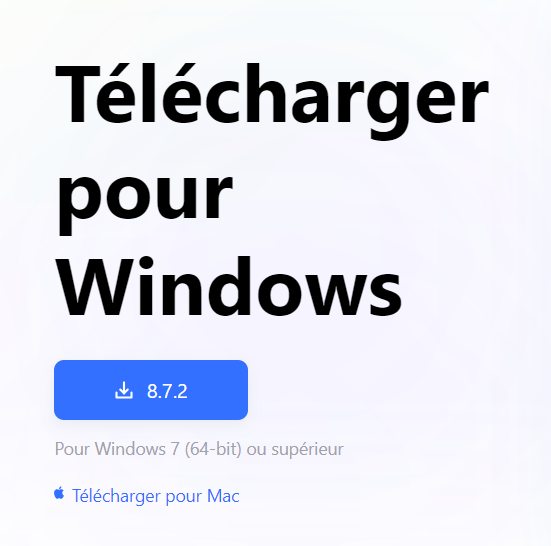 Télécharger
pour
Windows
8.7.2
Pour Windows 7 (64-bit) ou supérieur
Télécharger pour Mac